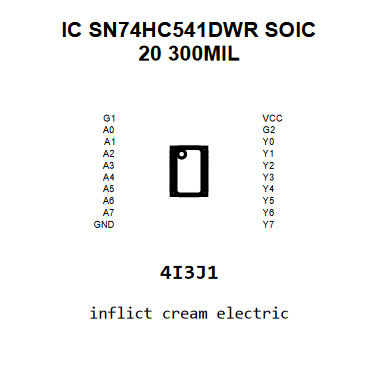 IC SN74HC541DWR SOIC
20 300MIL
G1 VCC
A0 G2
A1 Y0
A2 Y1
A3 Y2
A4 Y3
A5 Y4
A6 Y5
A7 Y6
GND Y7
4I3J1
inflict cream electric